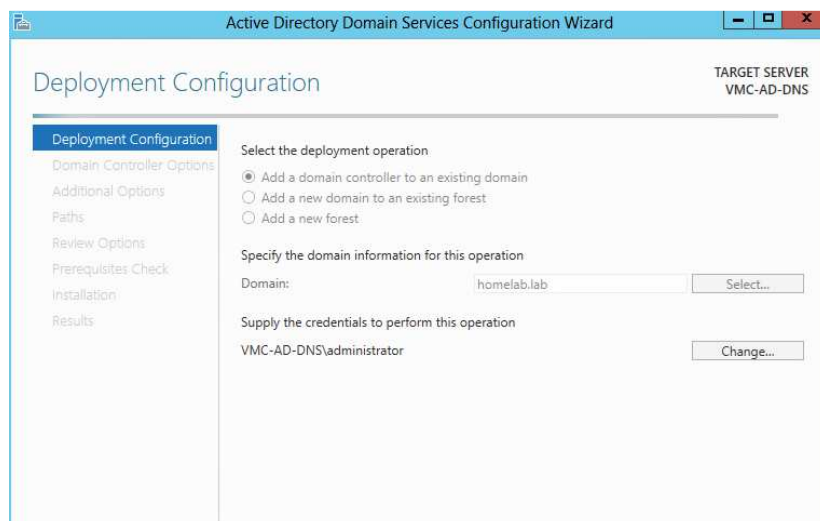 Active Directory Domain Services Configuration Wizard
Deployment Configuration
TARGET SERVER
VMC-AD-DNS
Deployment Configuration
Domain Controller Options
Additional Options
Paths
Review Options
Prerequisites Check
Installation
Results
Select the deployment operation
Add a domain controller to an existing domain
Add a new domain to an existing forest
Add a new forest
Specify the domain information for this operation
Domain: homelab.lab Select...
Supply the credentials to perform this operation
VMC-AD-DNS\administrator Change...